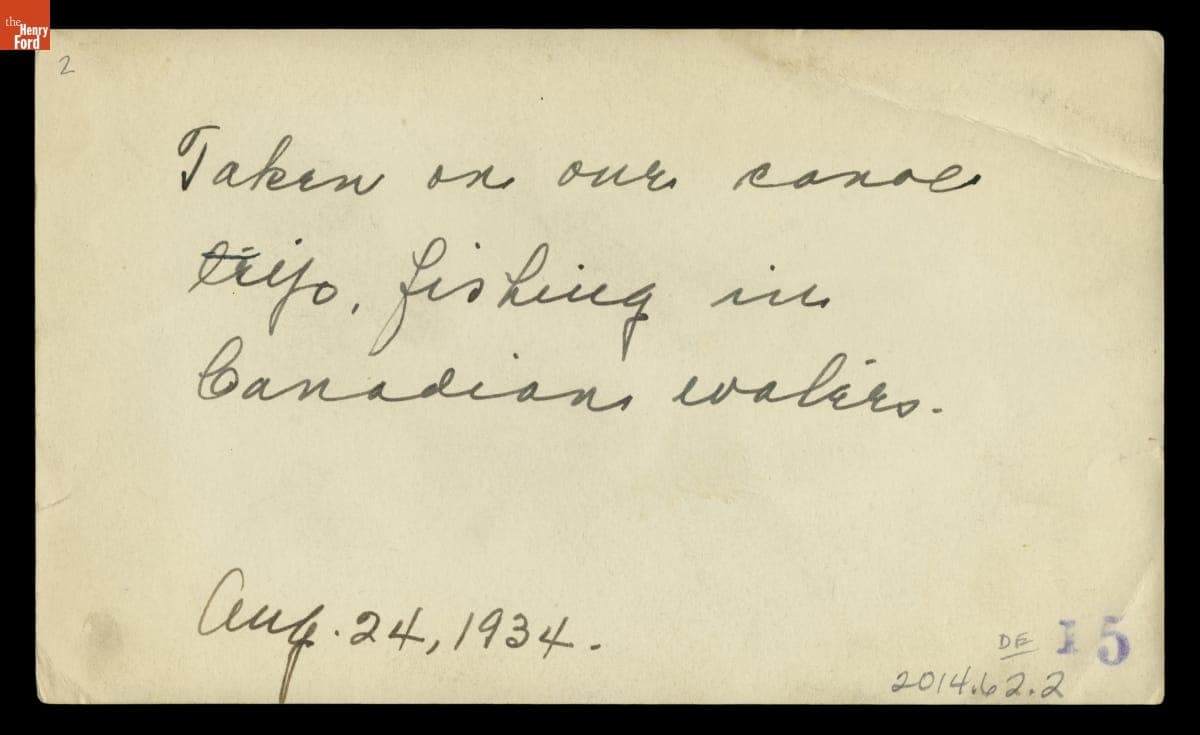 the
Henry
Ford
2
Taken on our canoe
trip, fishing in
Canadian waters.
Aug. 24, 1934.
DE
5
2014.62.2